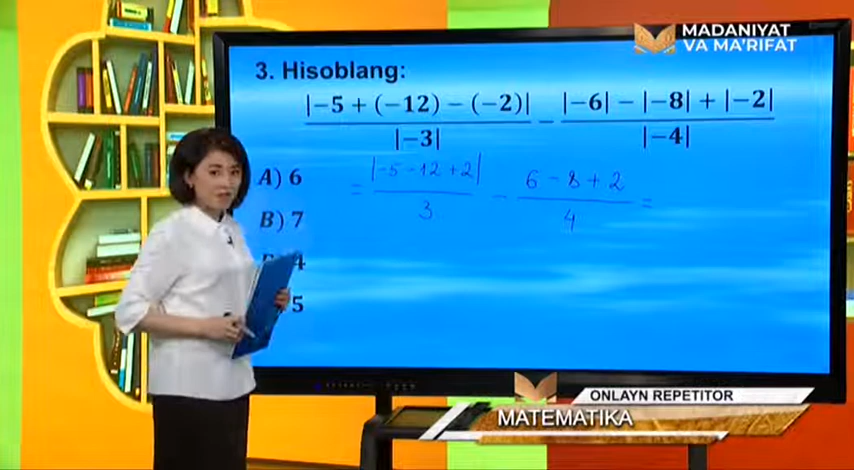 MADANIYAT
VA MA'RIFAT
3. Hisoblang:
|−5 + (−12) − (−2)| / |−3| − |−6| − |−8| + |−2| / |−4|
= |-5-12+2| / 3 − 6-8+2 / 4 =
A) 6
B) 7
4
5
ONLAYN REPETITOR
MATEMATIKA